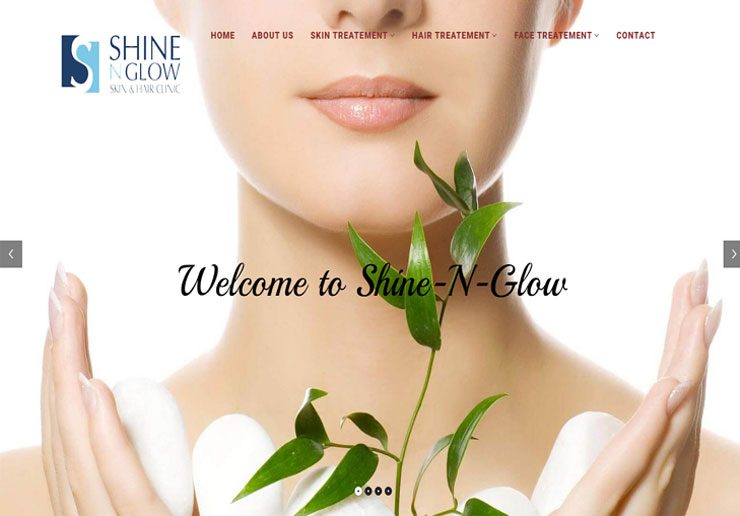 HOME ABOUT US SKIN TREATEMENT HAIR TREATEMENT FACE TREATEMENT CONTACT
S SHINE
N GLOW
SKIN & HAIR CLINIC
Welcome to Shine-N-Glow